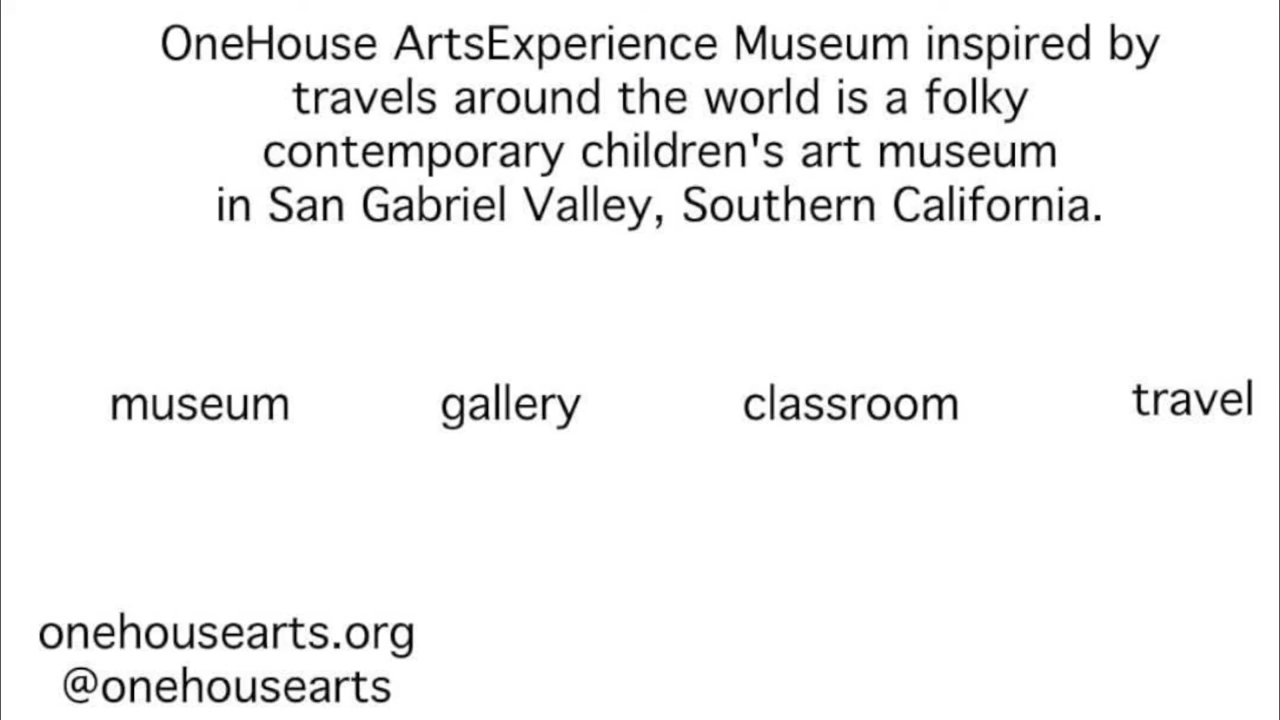 OneHouse ArtsExperience Museum inspired by
travels around the world is a folky
contemporary children's art museum
in San Gabriel Valley, Southern California.
museum gallery classroom travel
onehousearts.org
@onehousearts